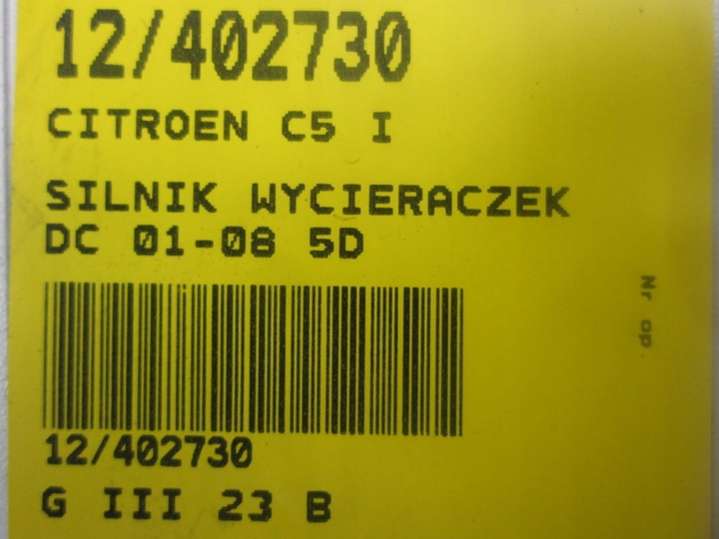 12/402730
CITROEN C5 I
SILNIK WYCIERACZEK
DC 01-08 5D
12/402730
G III 23 B
Nr op.